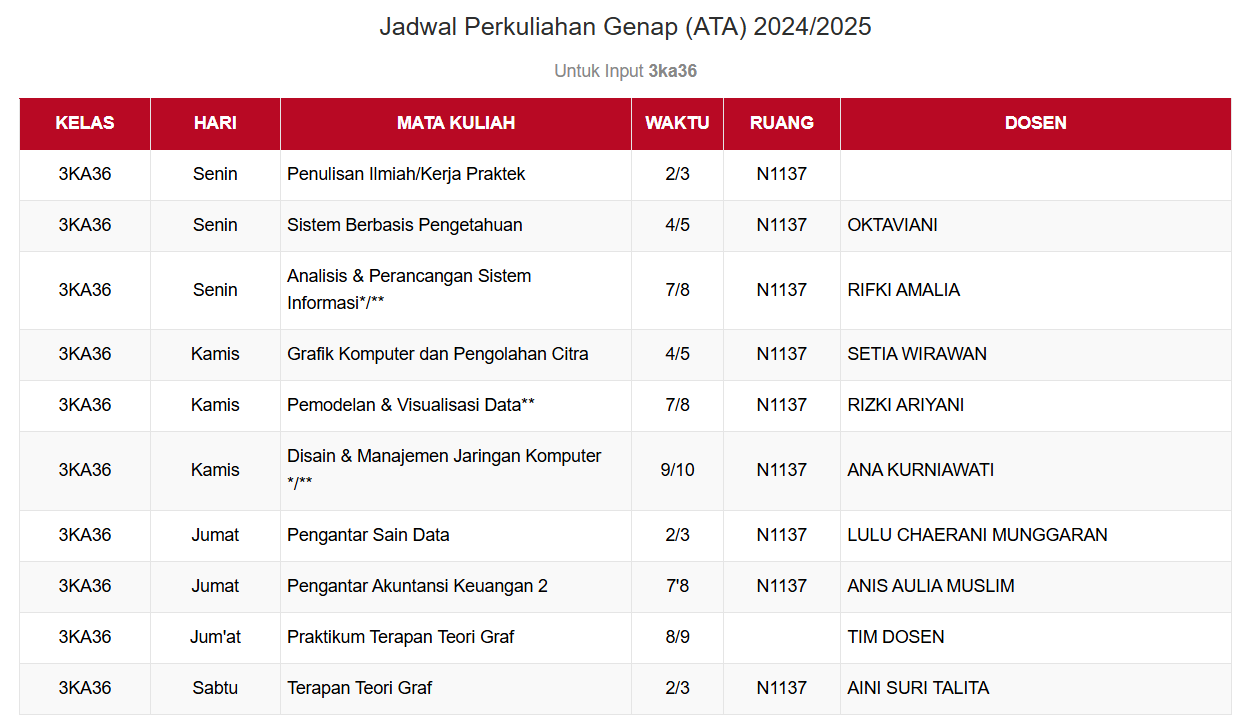 Jadwal Perkuliahan Genap (ATA) 2024/2025
Untuk Input 3ka36
KELAS HARI MATA KULIAH WAKTU RUANG DOSEN
3KA36 Senin Penulisan Ilmiah/Kerja Praktek 2/3 N1137
3KA36 Senin Sistem Berbasis Pengetahuan 4/5 N1137 OKTAVIANI
3KA36 Senin Analisis & Perancangan Sistem
Informasi*/** 7/8 N1137 RIFKI AMALIA
3KA36 Kamis Grafik Komputer dan Pengolahan Citra 4/5 N1137 SETIA WIRAWAN
3KA36 Kamis Pemodelan & Visualisasi Data** 7/8 N1137 RIZKI ARIYANI
3KA36 Kamis Disain & Manajemen Jaringan Komputer
*/** 9/10 N1137 ANA KURNIAWATI
3KA36 Jumat Pengantar Sain Data 2/3 N1137 LULU CHAERANI MUNGGARAN
3KA36 Jumat Pengantar Akuntansi Keuangan 2 7'8 N1137 ANIS AULIA MUSLIM
3KA36 Jum'at Praktikum Terapan Teori Graf 8/9 TIM DOSEN
3KA36 Sabtu Terapan Teori Graf 2/3 N1137 AINI SURI TALITA